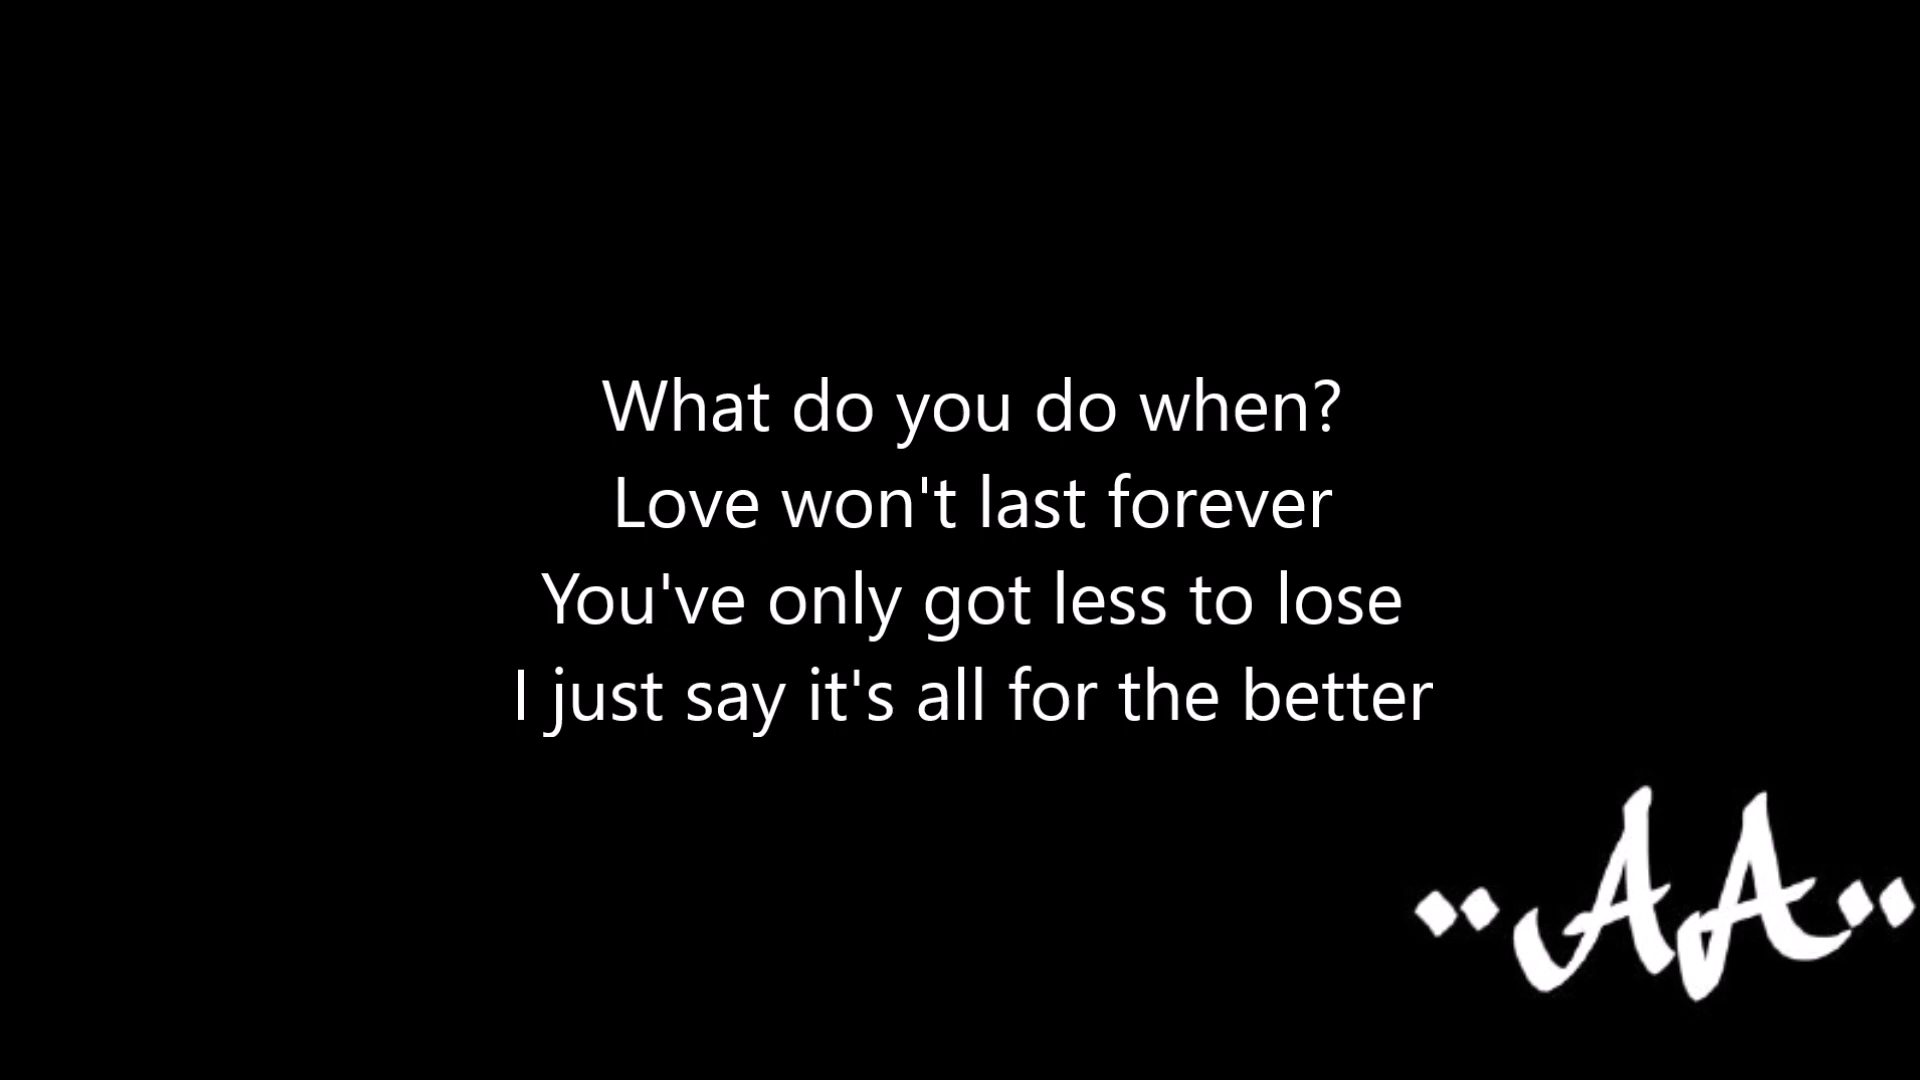 What do you do when?
Love won't last forever
You've only got less to lose
I just say it's all for the better
AA